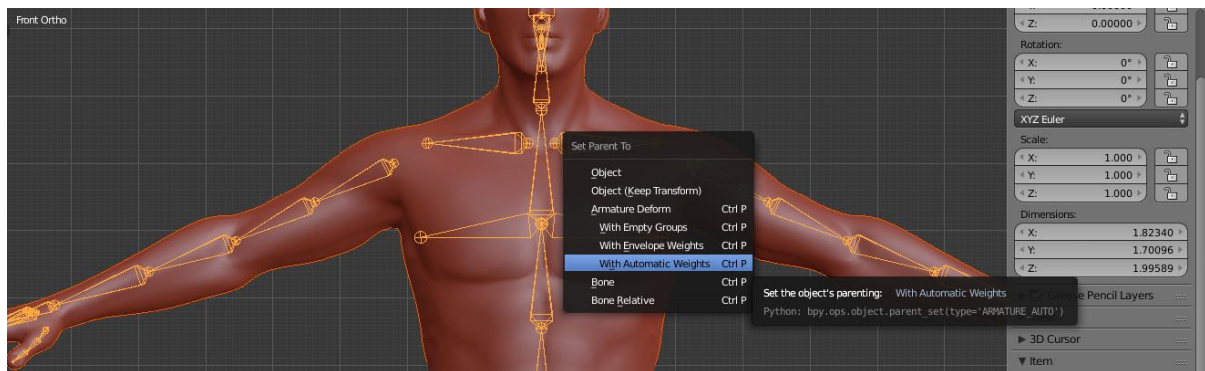 Front Ortho
Z: 0.00000
Rotation:
X: 0°
Y: 0°
Z: 0°
XYZ Euler
Scale:
X: 1.000
Y: 1.000
Z: 1.000
Dimensions:
X: 1.82340
Y: 1.70096
Z: 1.99589
Pencil Layers
3D Cursor
Item
Set Parent To
Object
Object (Keep Transform)
Armature Deform Ctrl P
With Empty Groups Ctrl P
With Envelope Weights Ctrl P
With Automatic Weights Ctrl P
Bone Ctrl P
Bone Relative Ctrl P
Set the object's parenting: With Automatic Weights
Python: bpy.ops.object.parent_set(type='ARMATURE_AUTO')